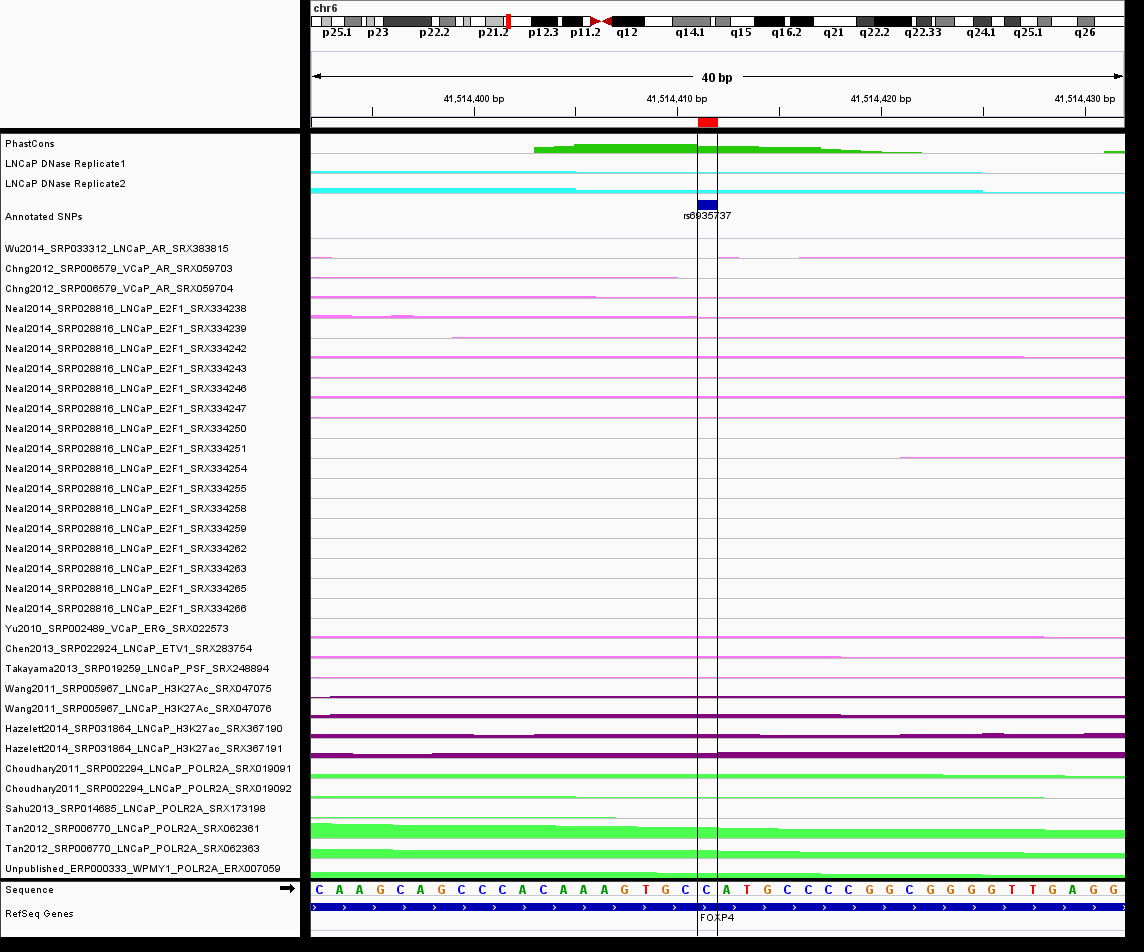 chr6
p25.1 p23 p22.2 p21.2 p12.3 p11.2 q12 q14.1 q15 q16.2 q21 q22.2 q22.33 q24.1 q25.1 q26
40 bp
41,514,400 bp 41,514,410 bp 41,514,420 bp 41,514,430 bp
PhastCons
LNCaP DNase Replicate1
LNCaP DNase Replicate2
Annotated SNPs
rs6935737
Wu2014_SRP033312_LNCaP_AR_SRX383815
Chng2012_SRP006579_VCaP_AR_SRX059703
Chng2012_SRP006579_VCaP_AR_SRX059704
Neal2014_SRP028816_LNCaP_E2F1_SRX334238
Neal2014_SRP028816_LNCaP_E2F1_SRX334239
Neal2014_SRP028816_LNCaP_E2F1_SRX334242
Neal2014_SRP028816_LNCaP_E2F1_SRX334243
Neal2014_SRP028816_LNCaP_E2F1_SRX334246
Neal2014_SRP028816_LNCaP_E2F1_SRX334247
Neal2014_SRP028816_LNCaP_E2F1_SRX334250
Neal2014_SRP028816_LNCaP_E2F1_SRX334251
Neal2014_SRP028816_LNCaP_E2F1_SRX334254
Neal2014_SRP028816_LNCaP_E2F1_SRX334255
Neal2014_SRP028816_LNCaP_E2F1_SRX334258
Neal2014_SRP028816_LNCaP_E2F1_SRX334259
Neal2014_SRP028816_LNCaP_E2F1_SRX334262
Neal2014_SRP028816_LNCaP_E2F1_SRX334263
Neal2014_SRP028816_LNCaP_E2F1_SRX334265
Neal2014_SRP028816_LNCaP_E2F1_SRX334266
Yu2010_SRP002489_VCaP_ERG_SRX022573
Chen2013_SRP022924_LNCaP_ETV1_SRX283754
Takayama2013_SRP019259_LNCaP_PSF_SRX248894
Wang2011_SRP005967_LNCaP_H3K27Ac_SRX047075
Wang2011_SRP005967_LNCaP_H3K27Ac_SRX047076
Hazelett2014_SRP031864_LNCaP_H3K27ac_SRX367190
Hazelett2014_SRP031864_LNCaP_H3K27ac_SRX367191
Choudhary2011_SRP002294_LNCaP_POLR2A_SRX019091
Choudhary2011_SRP002294_LNCaP_POLR2A_SRX019092
Sahu2013_SRP014685_LNCaP_POLR2A_SRX173198
Tan2012_SRP006770_LNCaP_POLR2A_SRX062361
Tan2012_SRP006770_LNCaP_POLR2A_SRX062363
Unpublished_ERP000333_WPMY1_POLR2A_ERX007059
Sequence C A A G C A G C C C A C A A A G T G C C A T G C C C C G G C G G G G T T G A G G
RefSeq Genes
FOXP4